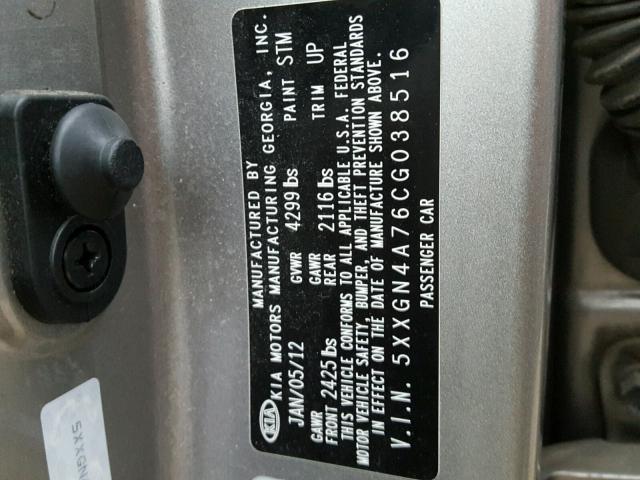 MANUFACTURED BY
KIA KIA MOTORS MANUFACTURING GEORGIA, INC.
JAN/05/12 GVWR 4299 lbs PAINT STM
GAWR FRONT 2425 lbs GAWR REAR 2116 lbs TRIM UP
THIS VEHICLE CONFORMS TO ALL APPLICABLE U.S.A. FEDERAL
MOTOR VEHICLE SAFETY, BUMPER, AND THEFT PREVENTION STANDARDS
IN EFFECT ON THE DATE OF MANUFACTURE SHOWN ABOVE.
V.I.N. 5XXGN4A76CG038516
PASSENGER CAR
5XXGN